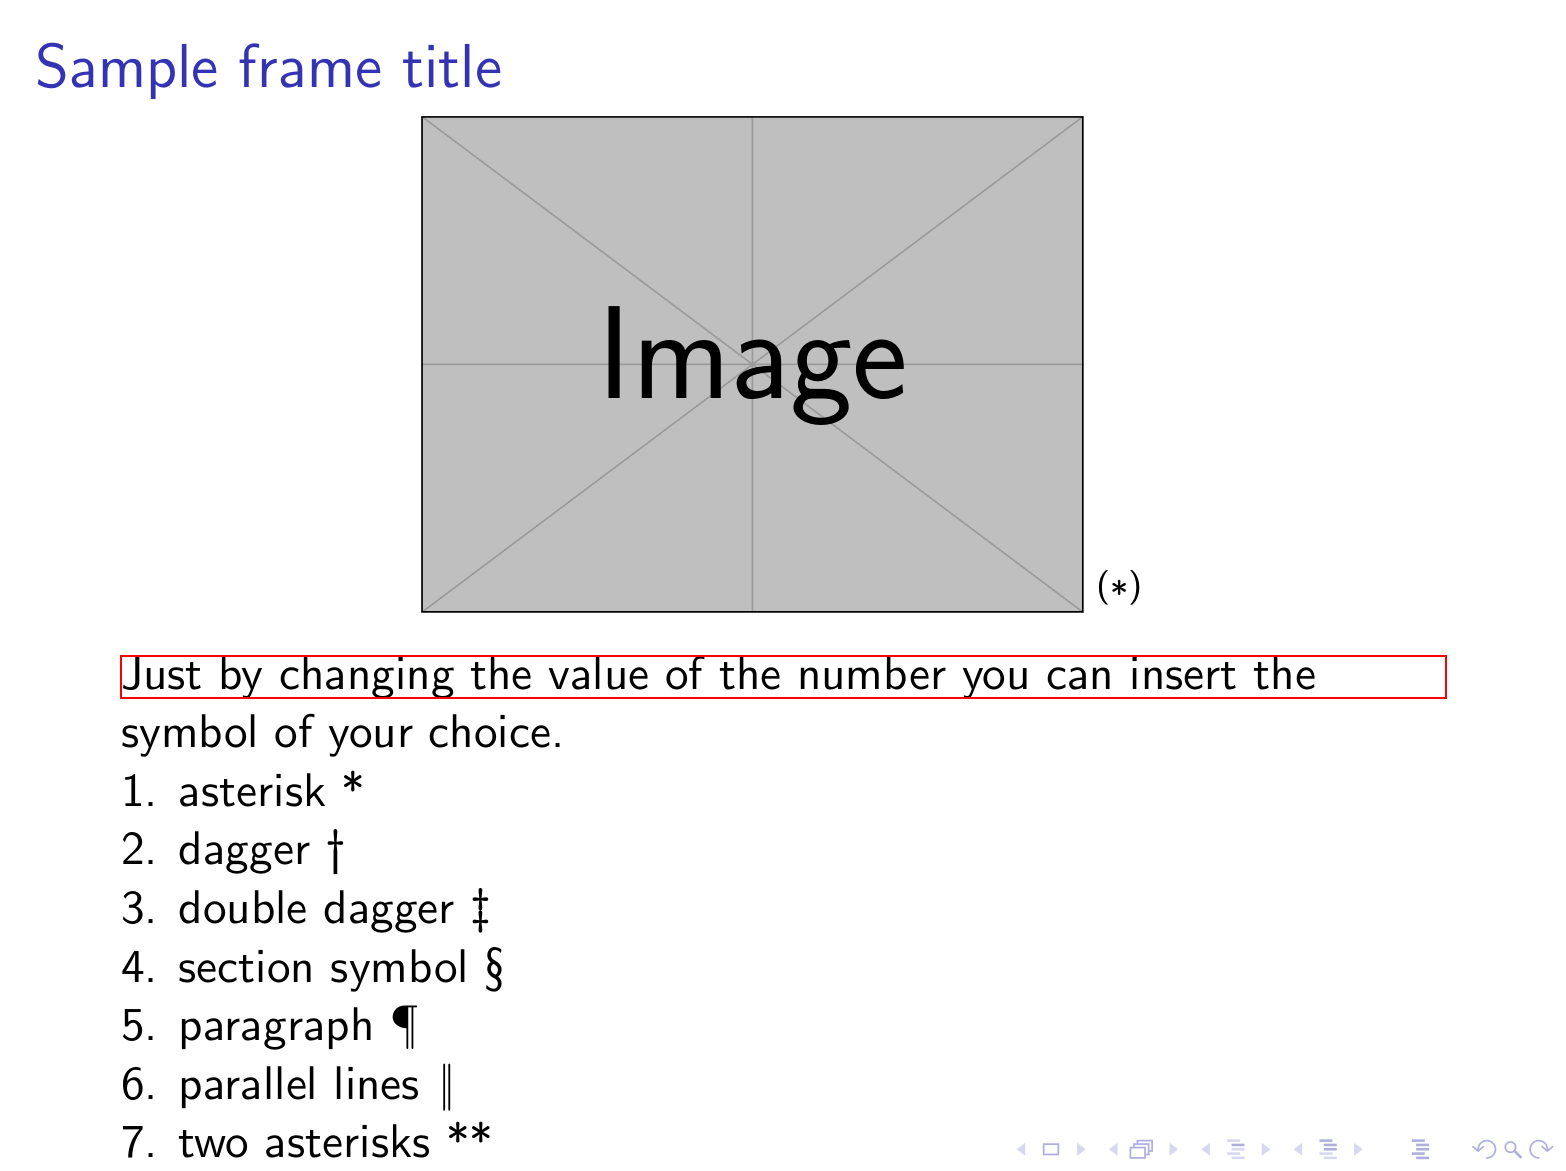 Sample frame title
Image
(*)
Just by changing the value of the number you can insert the
symbol of your choice.
1. asterisk *
2. dagger †
3. double dagger ‡
4. section symbol §
5. paragraph ¶
6. parallel lines ‖
7. two asterisks **